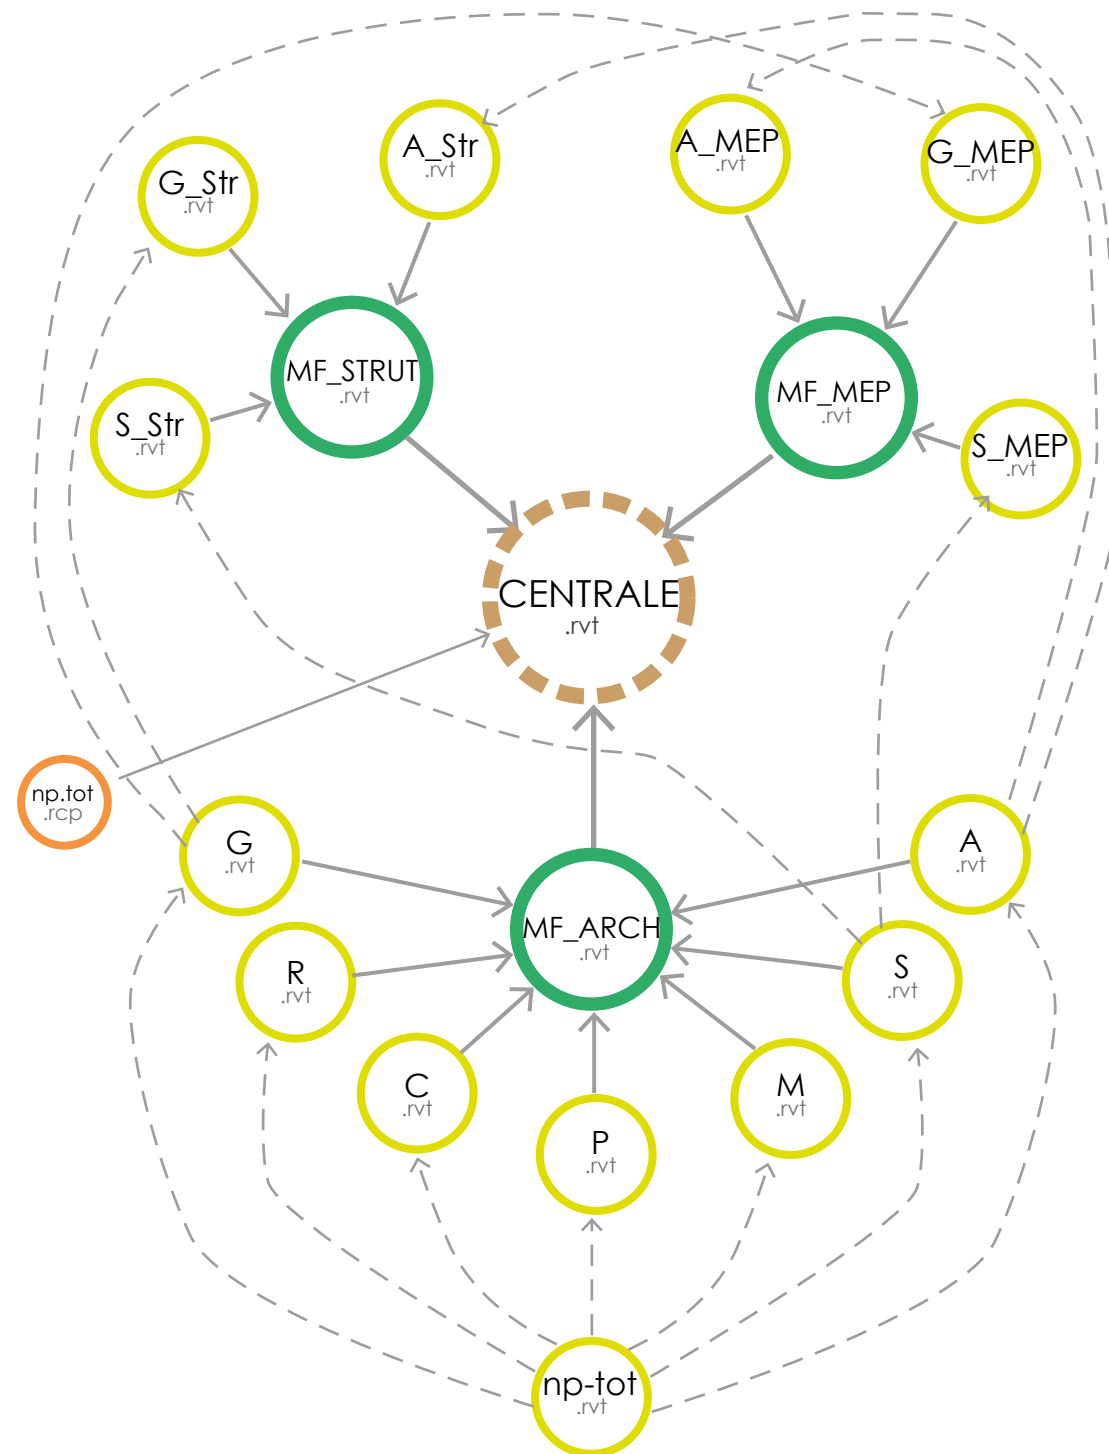 A_Str
.rvt
A_MEP
.rvt
G_MEP
.rvt
G_Str
.rvt
MF_STRUT
.rvt
MF_MEP
.rvt
S_Str
.rvt
S_MEP
.rvt
CENTRALE
.rvt
np.tot
.rcp
G
.rvt
A
.rvt
MF_ARCH
.rvt
R
.rvt
S
.rvt
C
.rvt
M
.rvt
P
.rvt
np-tot
.rvt